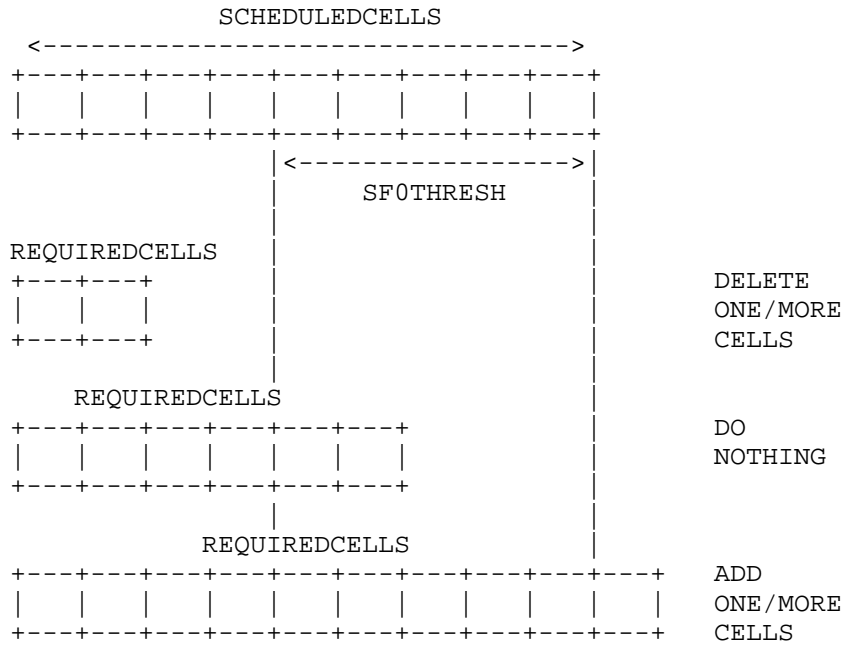 SCHEDULEDCELLS
SF0THRESH
REQUIREDCELLS
DELETE
ONE/MORE
CELLS
REQUIREDCELLS
DO
NOTHING
REQUIREDCELLS
ADD
ONE/MORE
CELLS